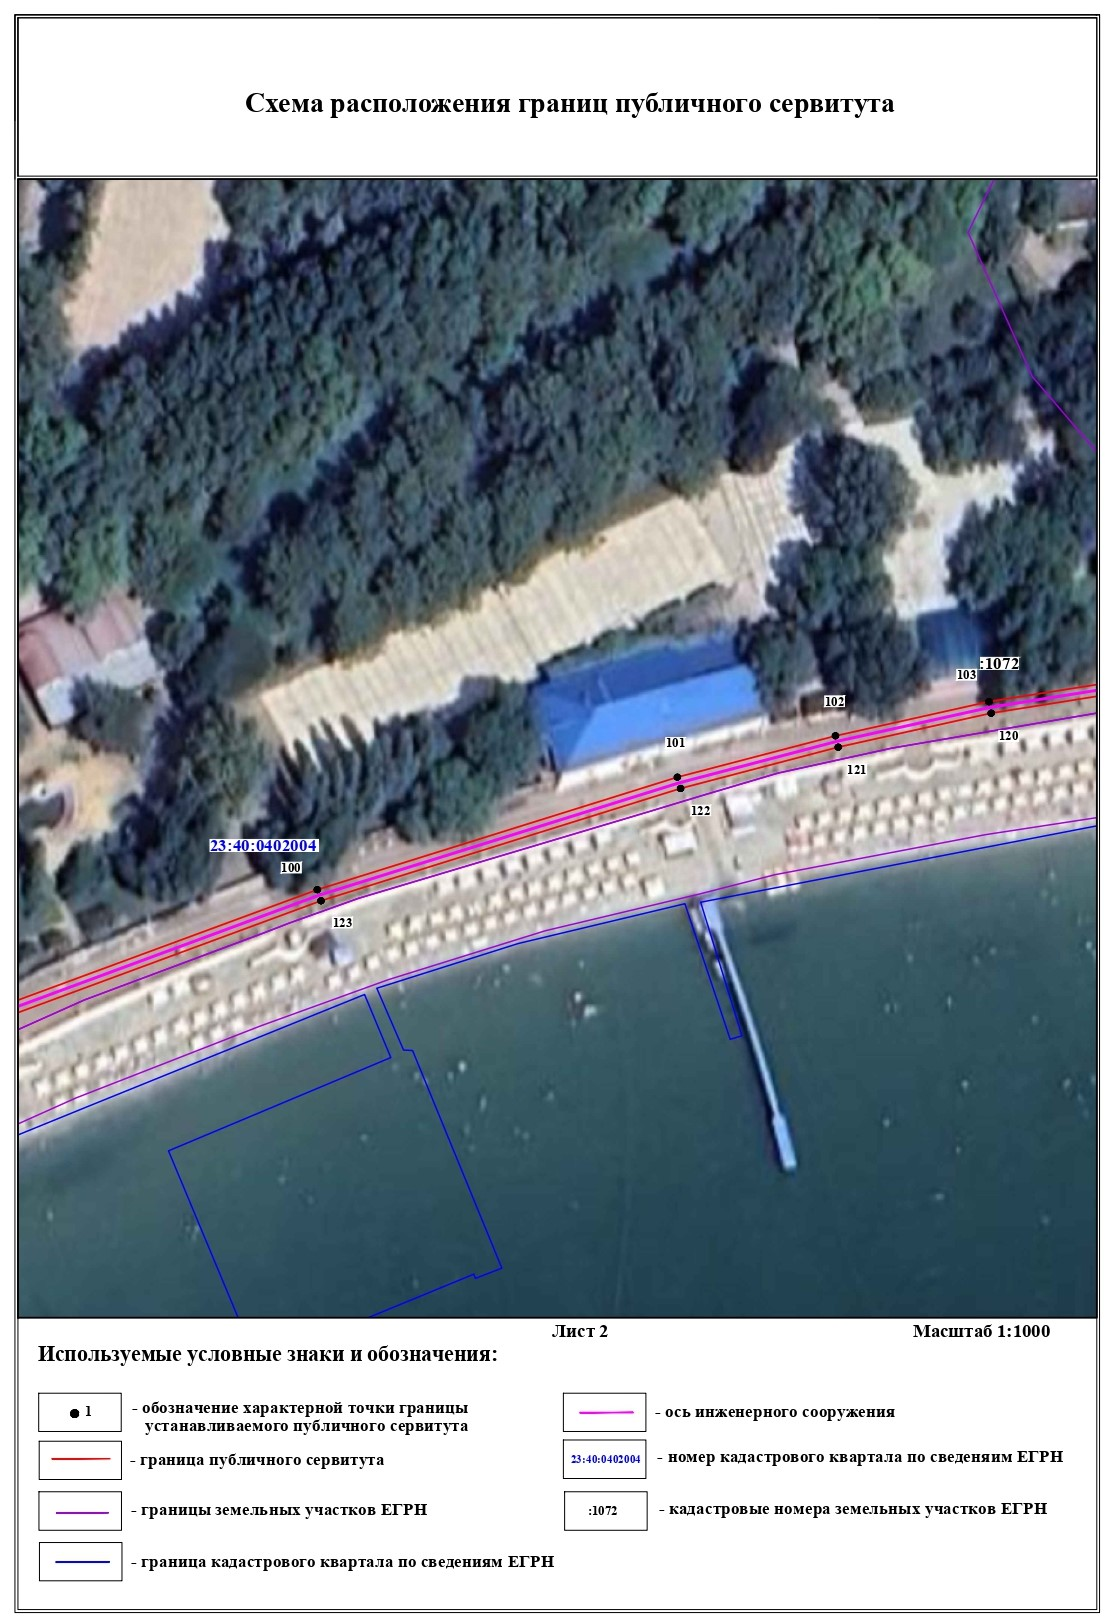 Схема расположения границ публичного сервитута
:1072
103
102
120
101
121
122
23:40:0402004
100
123
Лист 2
Масштаб 1:1000
Используемые условные знаки и обозначения:
1
- обозначение характерной точки границы
устанавливаемого публичного сервитута
- граница публичного сервитута
- границы земельных участков ЕГРН
- граница кадастрового квартала по сведениям ЕГРН
- ось инженерного сооружения
23:40:0402004
- номер кадастрового квартала по сведеняим ЕГРН
:1072
- кадастровые номера земельных участков ЕГРН